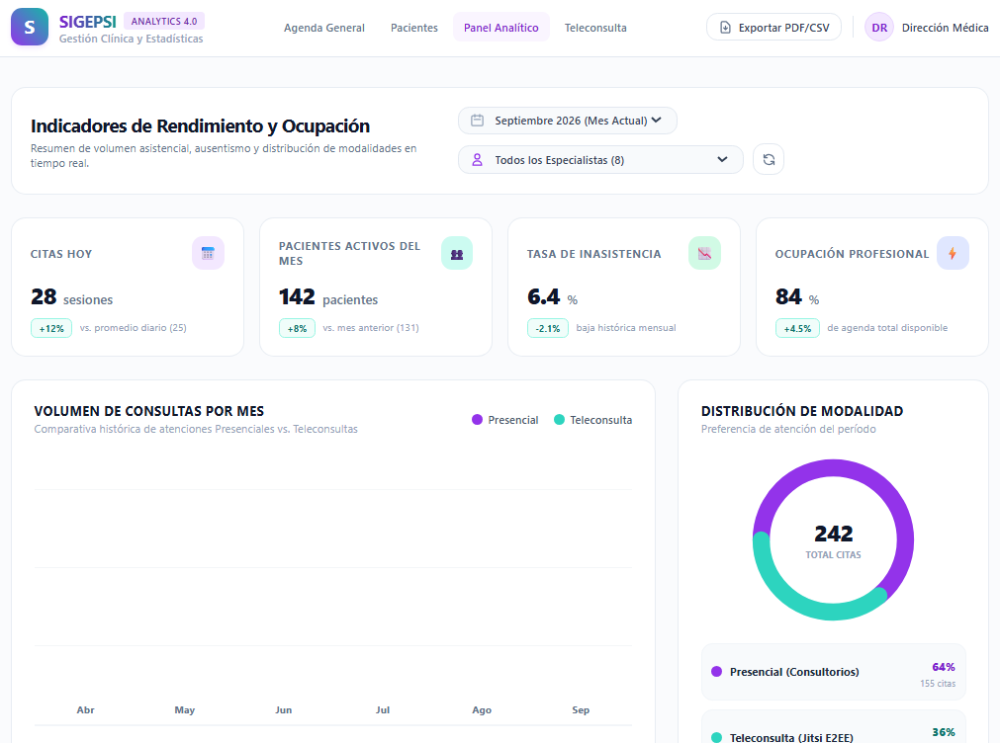 S
SIGEPSI ANALYTICS 4.0
Gestión Clínica y Estadísticas
Agenda General
Pacientes
Panel Analítico
Teleconsulta
Exportar PDF/CSV
DR
Dirección Médica
Indicadores de Rendimiento y Ocupación
Resumen de volumen asistencial, ausentismo y distribución de modalidades en
tiempo real.
Septiembre 2026 (Mes Actual)
Todos los Especialistas (8)
CITAS HOY
28 sesiones
+12% vs. promedio diario (25)
PACIENTES ACTIVOS DEL
MES
142 pacientes
+8% vs. mes anterior (131)
TASA DE INASISTENCIA
6.4 %
-2.1% baja histórica mensual
OCUPACIÓN PROFESIONAL
84 %
+4.5% de agenda total disponible
VOLUMEN DE CONSULTAS POR MES
Comparativa histórica de atenciones Presenciales vs. Teleconsultas
Presencial
Teleconsulta
Abr May Jun Jul Ago Sep
DISTRIBUCIÓN DE MODALIDAD
Preferencia de atención del período
242
TOTAL CITAS
Presencial (Consultorios)
64%
155 citas
Teleconsulta (Jitsi E2EE)
36%